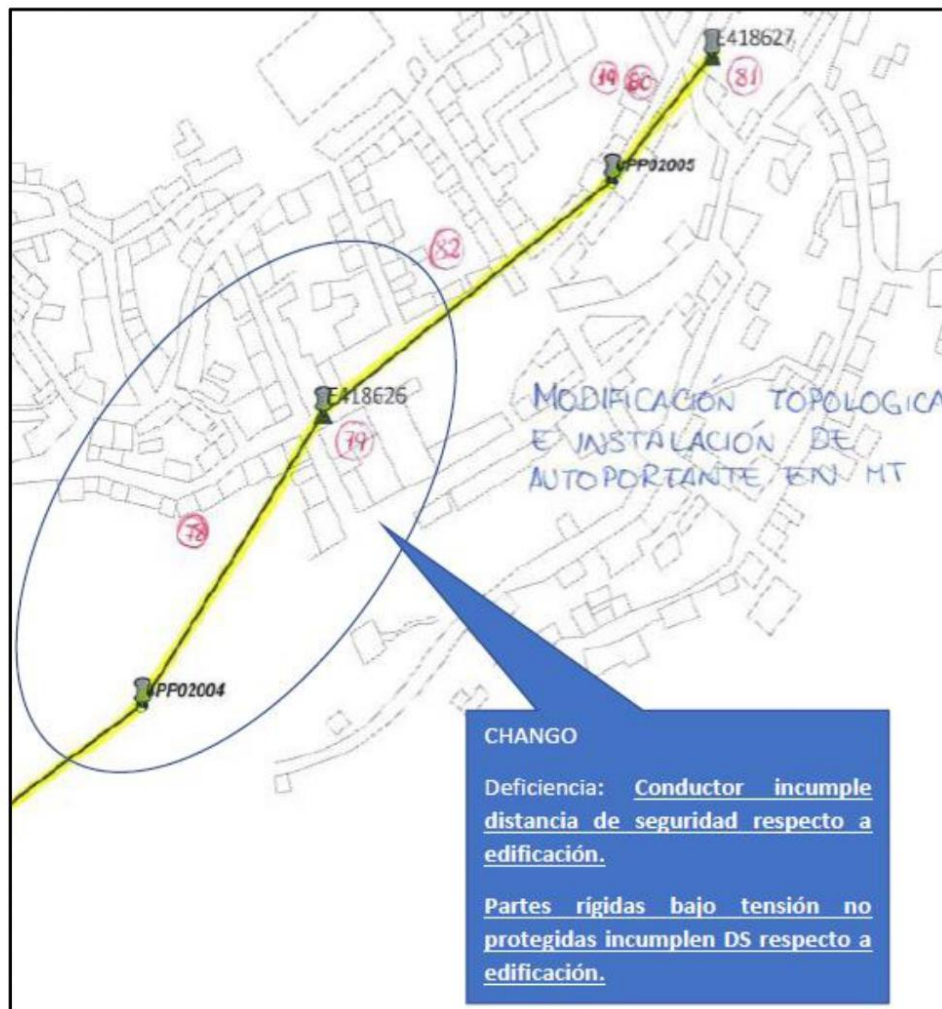 E418627
19 80 81
PP02005
82
E418626
79
MODIFICACIÓN TOPOLOGICA
E INSTALACIÓN DE
AUTOPORTANTE EN MT
78
PP02004
CHANGO
Deficiencia: Conductor incumple
distancia de seguridad respecto a
edificación.
Partes rígidas bajo tensión no
protegidas incumplen DS respecto a
edificación.